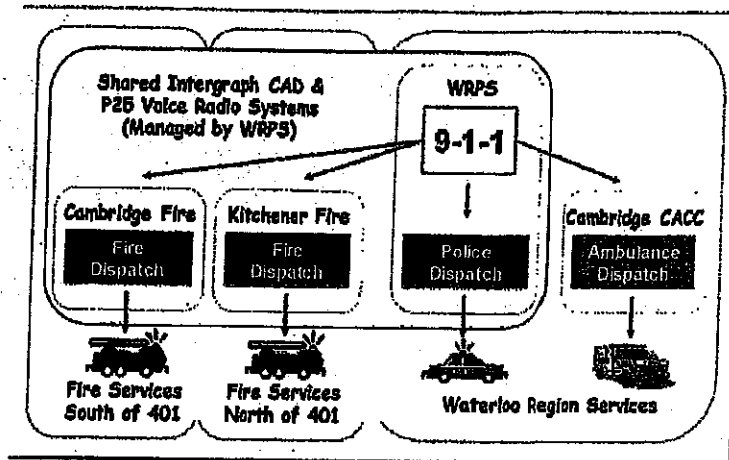 Shared Intergraph CAD &
P25 Voice Radio Systems
(Managed by WRPS)
WRPS
9-1-1
Cambridge Fire
Kitchener Fire
Cambridge CACC
Fire
Dispatch
Fire
Dispatch
Police
Dispatch
Ambulance
Dispatch
Fire Services
South of 401
Fire Services
North of 401
Waterloo Region Services